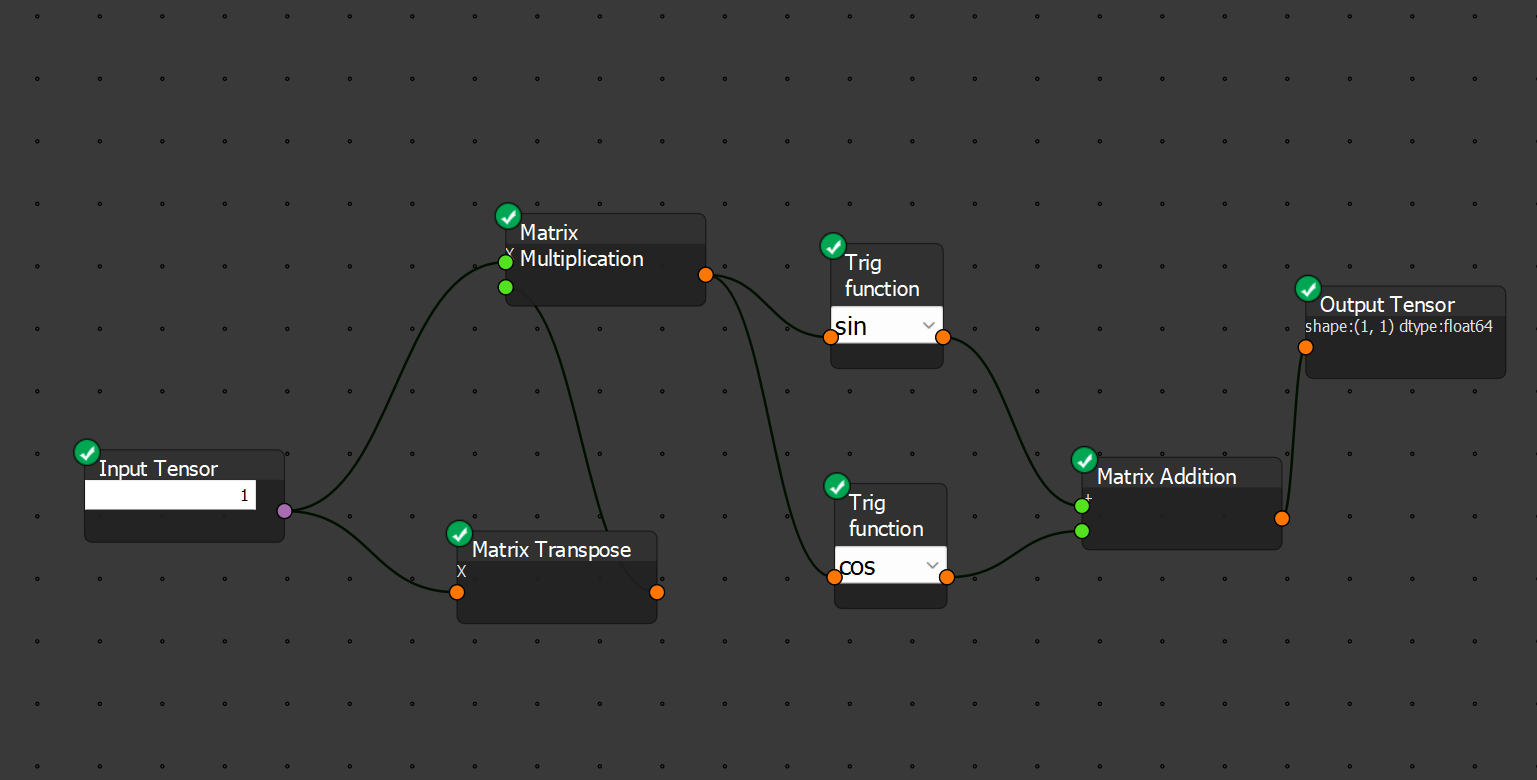 Matrix
Multiplication
Trig
function
sin
Output Tensor
shape:(1, 1) dtype:float64
Input Tensor
1
Matrix Transpose
X
Trig
function
cos
Matrix Addition
+